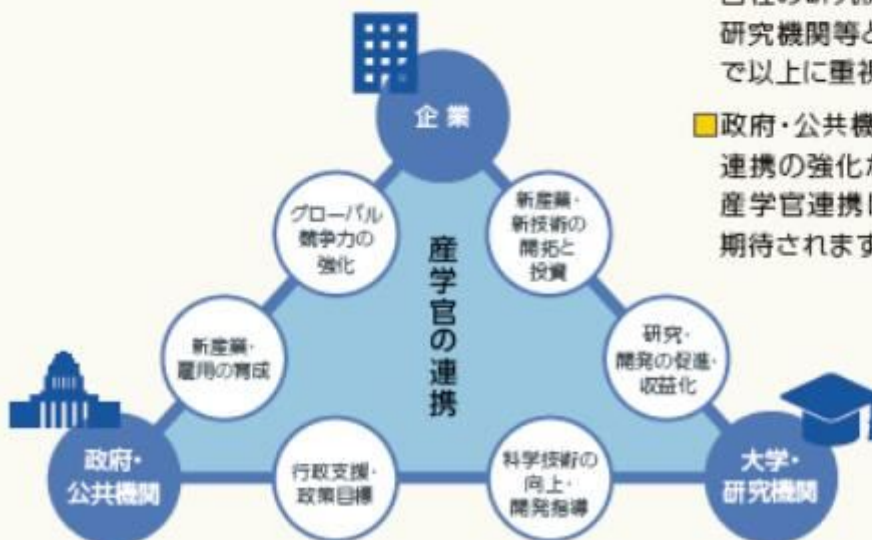 研究機関等と
で以上に重視
■政府・公共機
連携の強化が
産学官連携に
期待されます
企業
グローバル
競争力の
強化
新産業・
新技術の
開拓と
投資
産学官の連携
新産業・
雇用の育成
研究・
開発の促進・
収益化
政府・
公共機関
行政支援・
政策目標
科学技術の
向上・
開発指導
大学・
研究機関